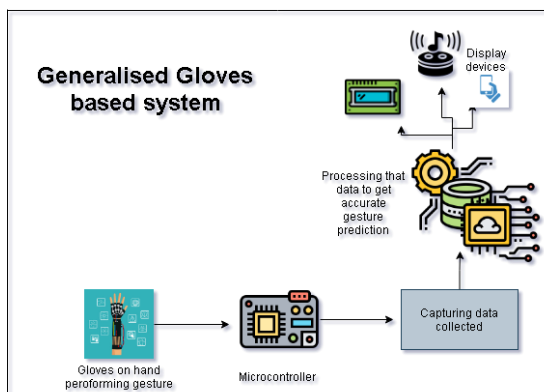 Generalised Gloves
based system
Display
devices
Processing that
data to get
accurate
gesture
prediction
Capturing data
collected
Gloves on hand
peroforming gesture
Microcontroller